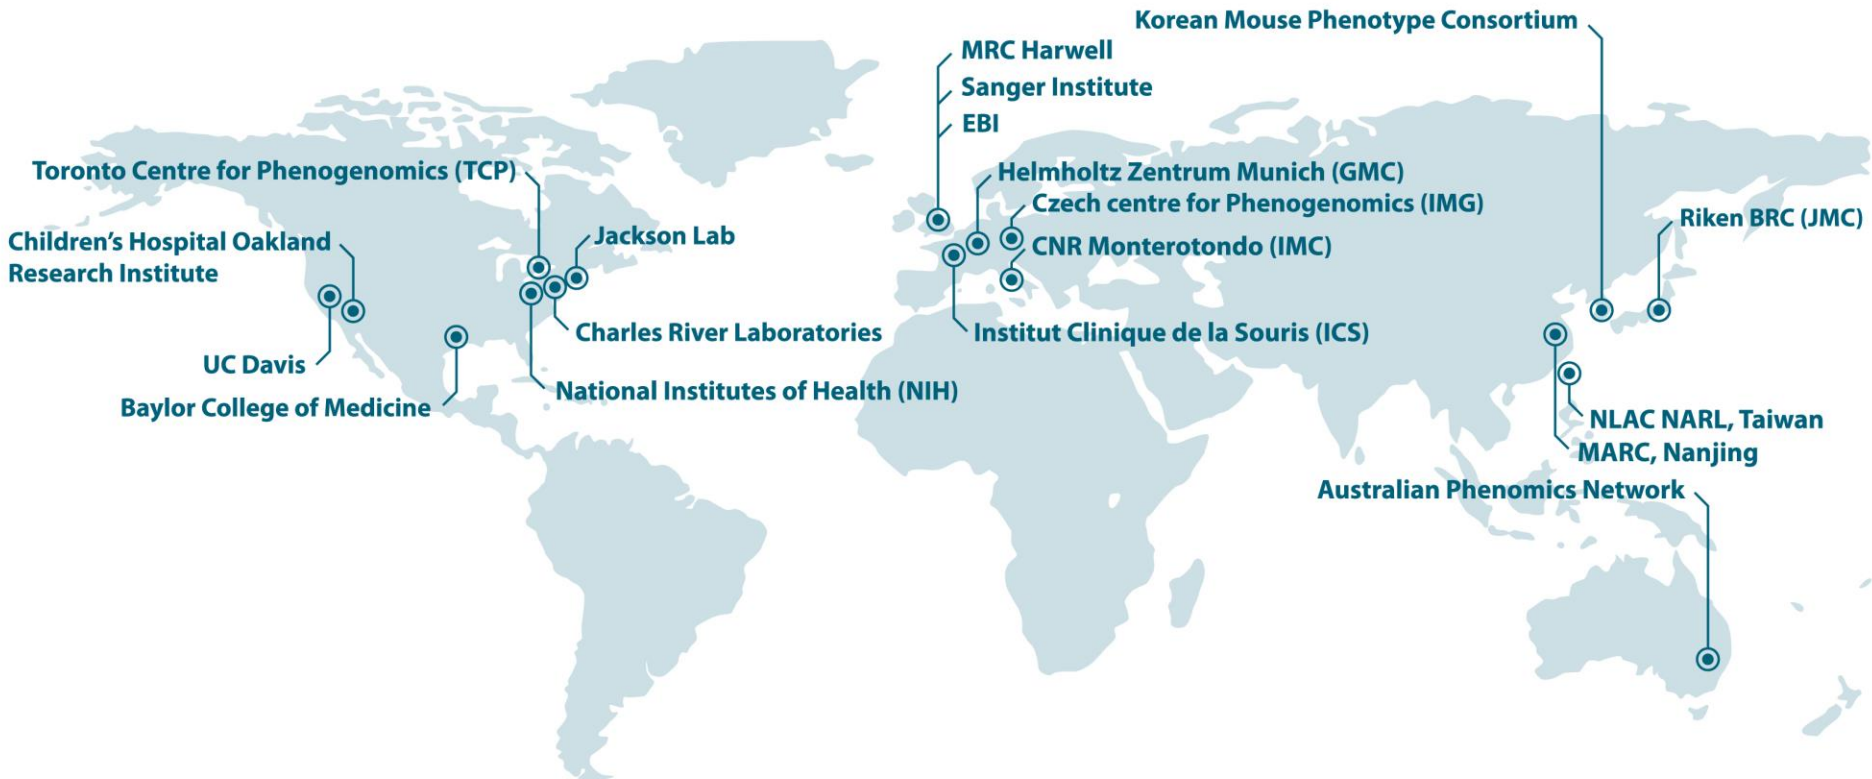 Korean Mouse Phenotype Consortium
MRC Harwell
Sanger Institute
EBI
Toronto Centre for Phenogenomics (TCP)
Helmholtz Zentrum Munich (GMC)
Czech centre for Phenogenomics (IMG)
Riken BRC (JMC)
Children's Hospital Oakland
Research Institute
Jackson Lab
CNR Monterotondo (IMC)
Charles River Laboratories
Institut Clinique de la Souris (ICS)
UC Davis
National Institutes of Health (NIH)
Baylor College of Medicine
NLAC NARL, Taiwan
MARC, Nanjing
Australian Phenomics Network